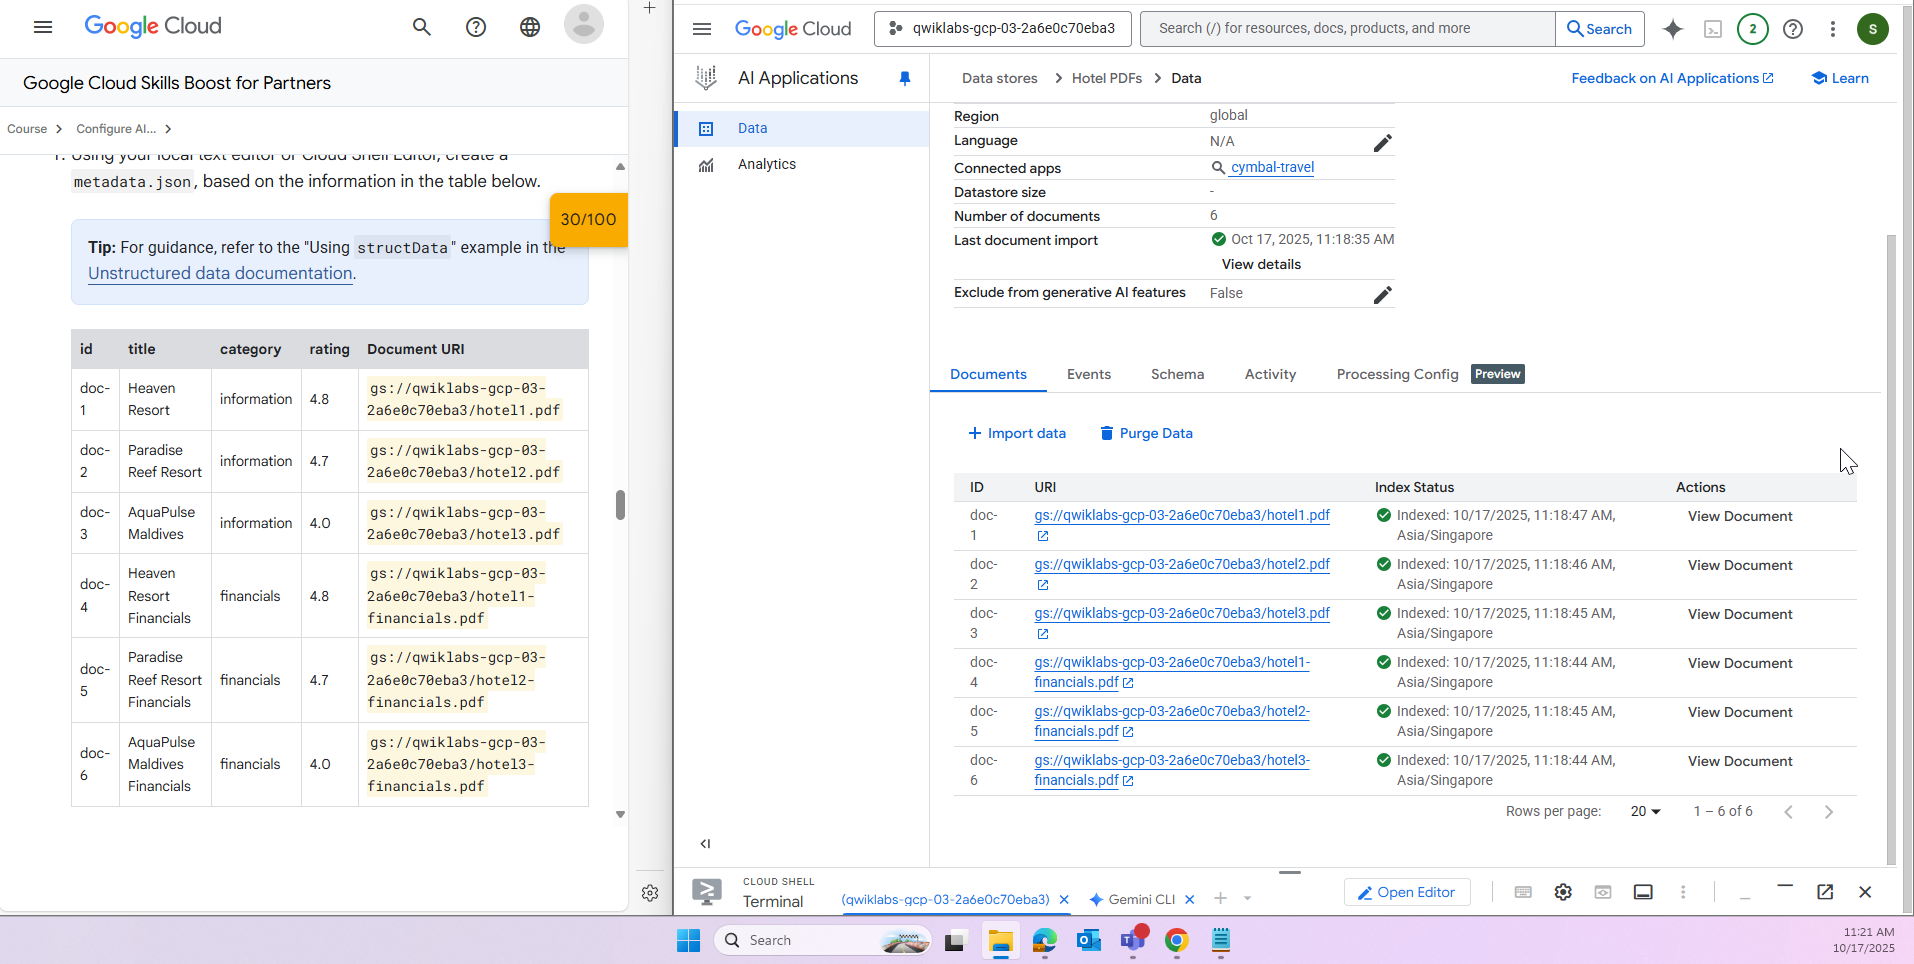 Google Cloud
Google Cloud Skills Boost for Partners
Course
Configure AI...
1. Using your local text editor or Cloud Shell Editor, create a
metadata.json, based on the information in the table below.
30/100
Tip: For guidance, refer to the "Using structData" example in the
Unstructured data documentation.
id title category rating Document URI
doc-
1
Heaven
Resort
information
4.8
gs://qwiklabs-gcp-03-
2a6e0c70eba3/hotel1.pdf
doc-
2
Paradise
Reef Resort
information
4.7
gs://qwiklabs-gcp-03-
2a6e0c70eba3/hotel2.pdf
doc-
3
AquaPulse
Maldives
information
4.0
gs://qwiklabs-gcp-03-
2a6e0c70eba3/hotel3.pdf
doc-
4
Heaven
Resort
Financials
financials
4.8
gs://qwiklabs-gcp-03-
2a6e0c70eba3/hotel1-
financials.pdf
doc-
5
Paradise
Reef Resort
Financials
financials
4.7
gs://qwiklabs-gcp-03-
2a6e0c70eba3/hotel2-
financials.pdf
doc-
6
AquaPulse
Maldives
Financials
financials
4.0
gs://qwiklabs-gcp-03-
2a6e0c70eba3/hotel3-
financials.pdf
Google Cloud
qwiklabs-gcp-03-2a6e0c70eba3
Search (/) for resources, docs, products, and more
Search
2
S
AI Applications
Data stores
Hotel PDFs
Data
Feedback on AI Applications
Learn
Data
Analytics
Region global
Language N/A
Connected apps cymbal-travel
Datastore size -
Number of documents 6
Last document import Oct 17, 2025, 11:18:35 AM
View details
Exclude from generative AI features False
Documents Events Schema Activity Processing Config Preview
Import data Purge Data
ID URI Index Status Actions
doc-
1
gs://qwiklabs-gcp-03-2a6e0c70eba3/hotel1.pdf
Indexed: 10/17/2025, 11:18:47 AM,
Asia/Singapore
View Document
doc-
2
gs://qwiklabs-gcp-03-2a6e0c70eba3/hotel2.pdf
Indexed: 10/17/2025, 11:18:46 AM,
Asia/Singapore
View Document
doc-
3
gs://qwiklabs-gcp-03-2a6e0c70eba3/hotel3.pdf
Indexed: 10/17/2025, 11:18:45 AM,
Asia/Singapore
View Document
doc-
4
gs://qwiklabs-gcp-03-2a6e0c70eba3/hotel1-
financials.pdf
Indexed: 10/17/2025, 11:18:44 AM,
Asia/Singapore
View Document
doc-
5
gs://qwiklabs-gcp-03-2a6e0c70eba3/hotel2-
financials.pdf
Indexed: 10/17/2025, 11:18:45 AM,
Asia/Singapore
View Document
doc-
6
gs://qwiklabs-gcp-03-2a6e0c70eba3/hotel3-
financials.pdf
Indexed: 10/17/2025, 11:18:44 AM,
Asia/Singapore
View Document
Rows per page: 20 1 – 6 of 6
CLOUD SHELL
Terminal
(qwiklabs-gcp-03-2a6e0c70eba3)
Gemini CLI
Open Editor
Search
11:21 AM
10/17/2025